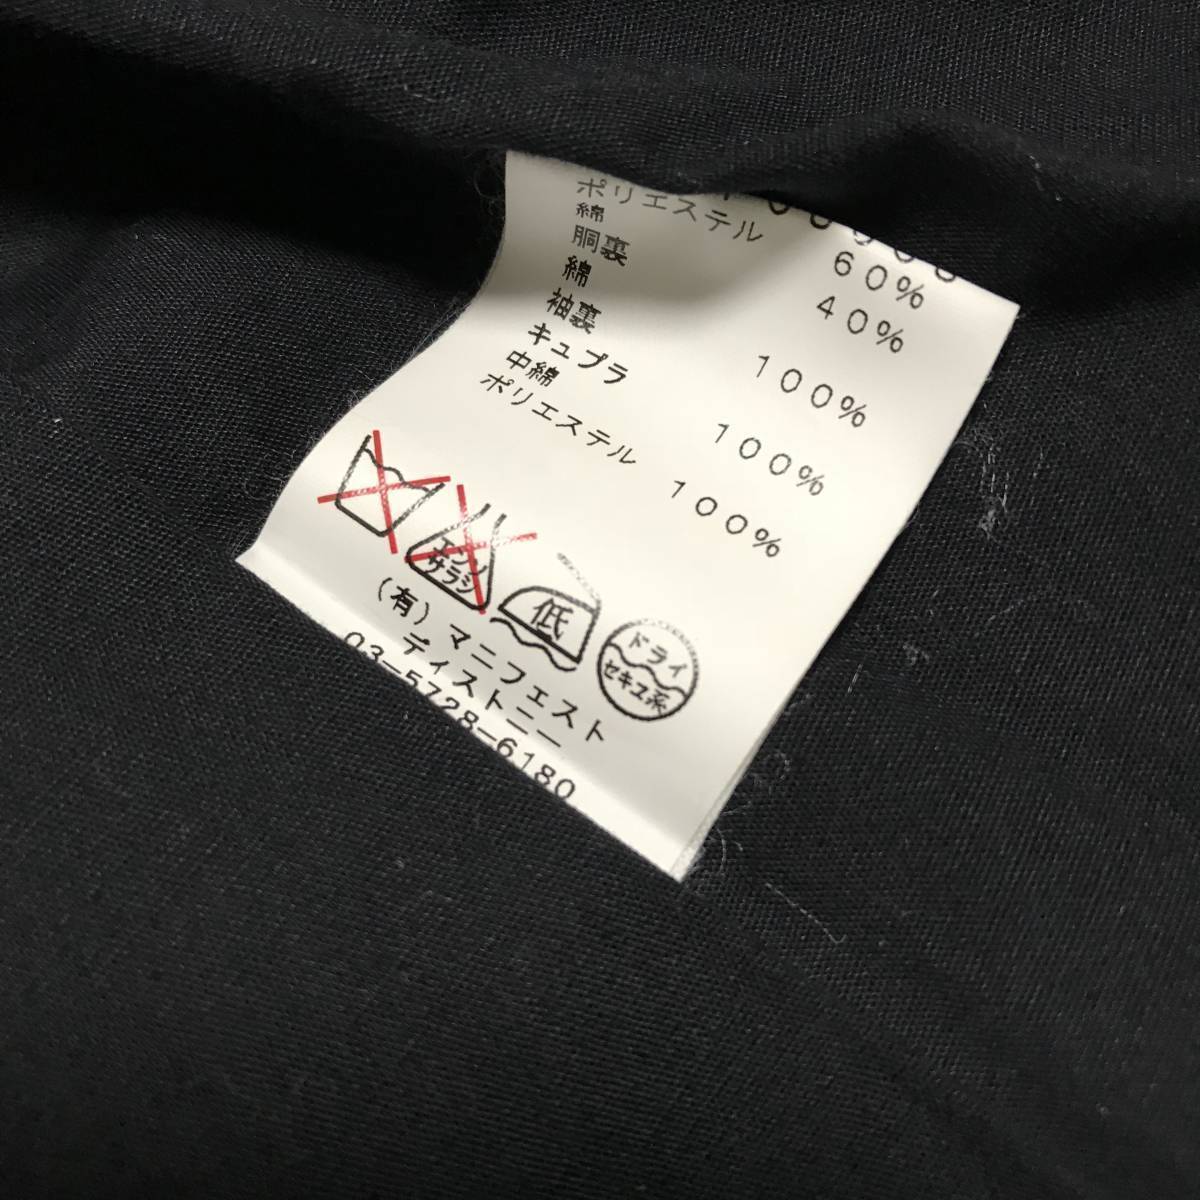 ポリエステル 60%
綿 40%
胴裏
綿 100%
袖裏
キュプラ 100%
中綿
ポリエステル 100%
エンソ
サラシ
低
ドライ
セキユ系
(有)マニフェスト
ディストニー
03-5728-6180